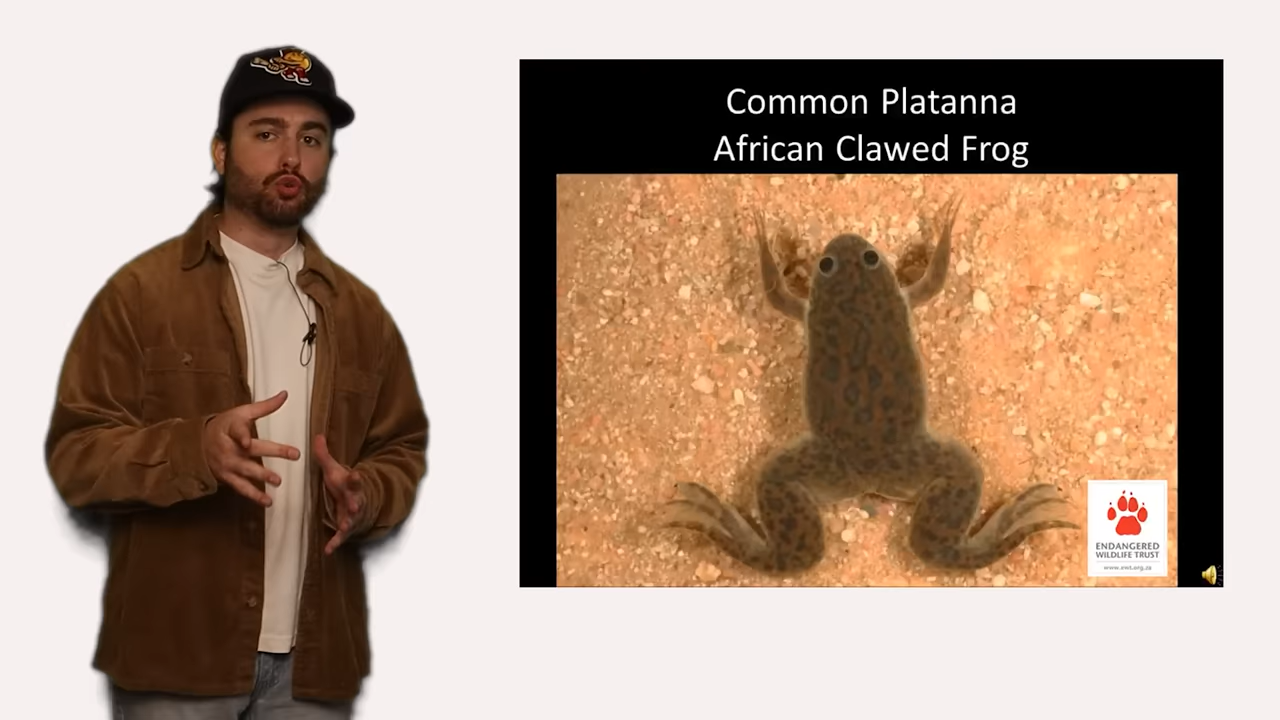 Common Platanna
African Clawed Frog
ENDANGERED
WILDLIFE TRUST
www.ewt.org.za